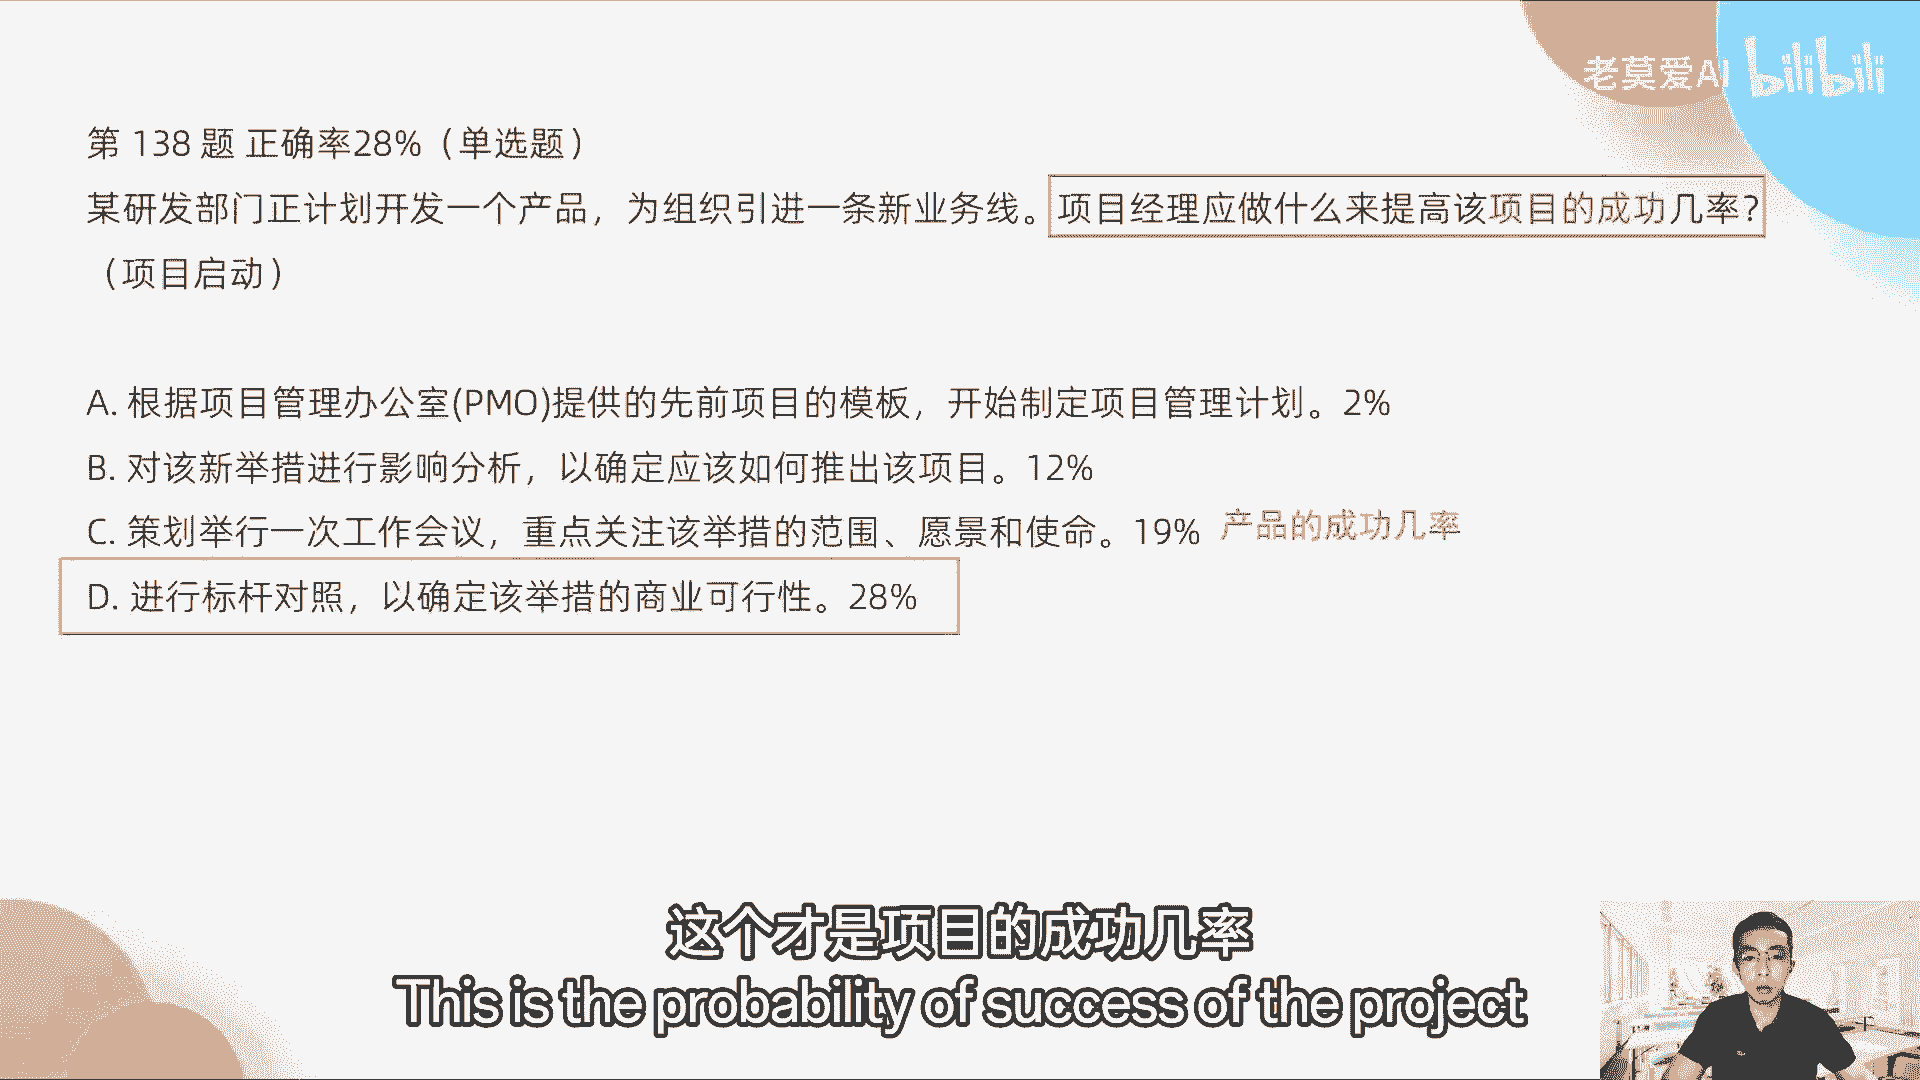 老莫爱AI bilibili
第 138 题 正确率28%（单选题）
某研发部门正计划开发一个产品，为组织引进一条新业务线。项目经理应做什么来提高该项目的成功几率?
（项目启动）
A. 根据项目管理办公室(PMO)提供的先前项目的模板，开始制定项目管理计划。2%
B. 对该新举措进行影响分析，以确定应该如何推出该项目。12%
C. 策划举行一次工作会议，重点关注该举措的范围、愿景和使命。19% 产品的成功几率
D. 进行标杆对照，以确定该举措的商业可行性。28%
这个才是项目的成功几率
This is the probability of success of the project